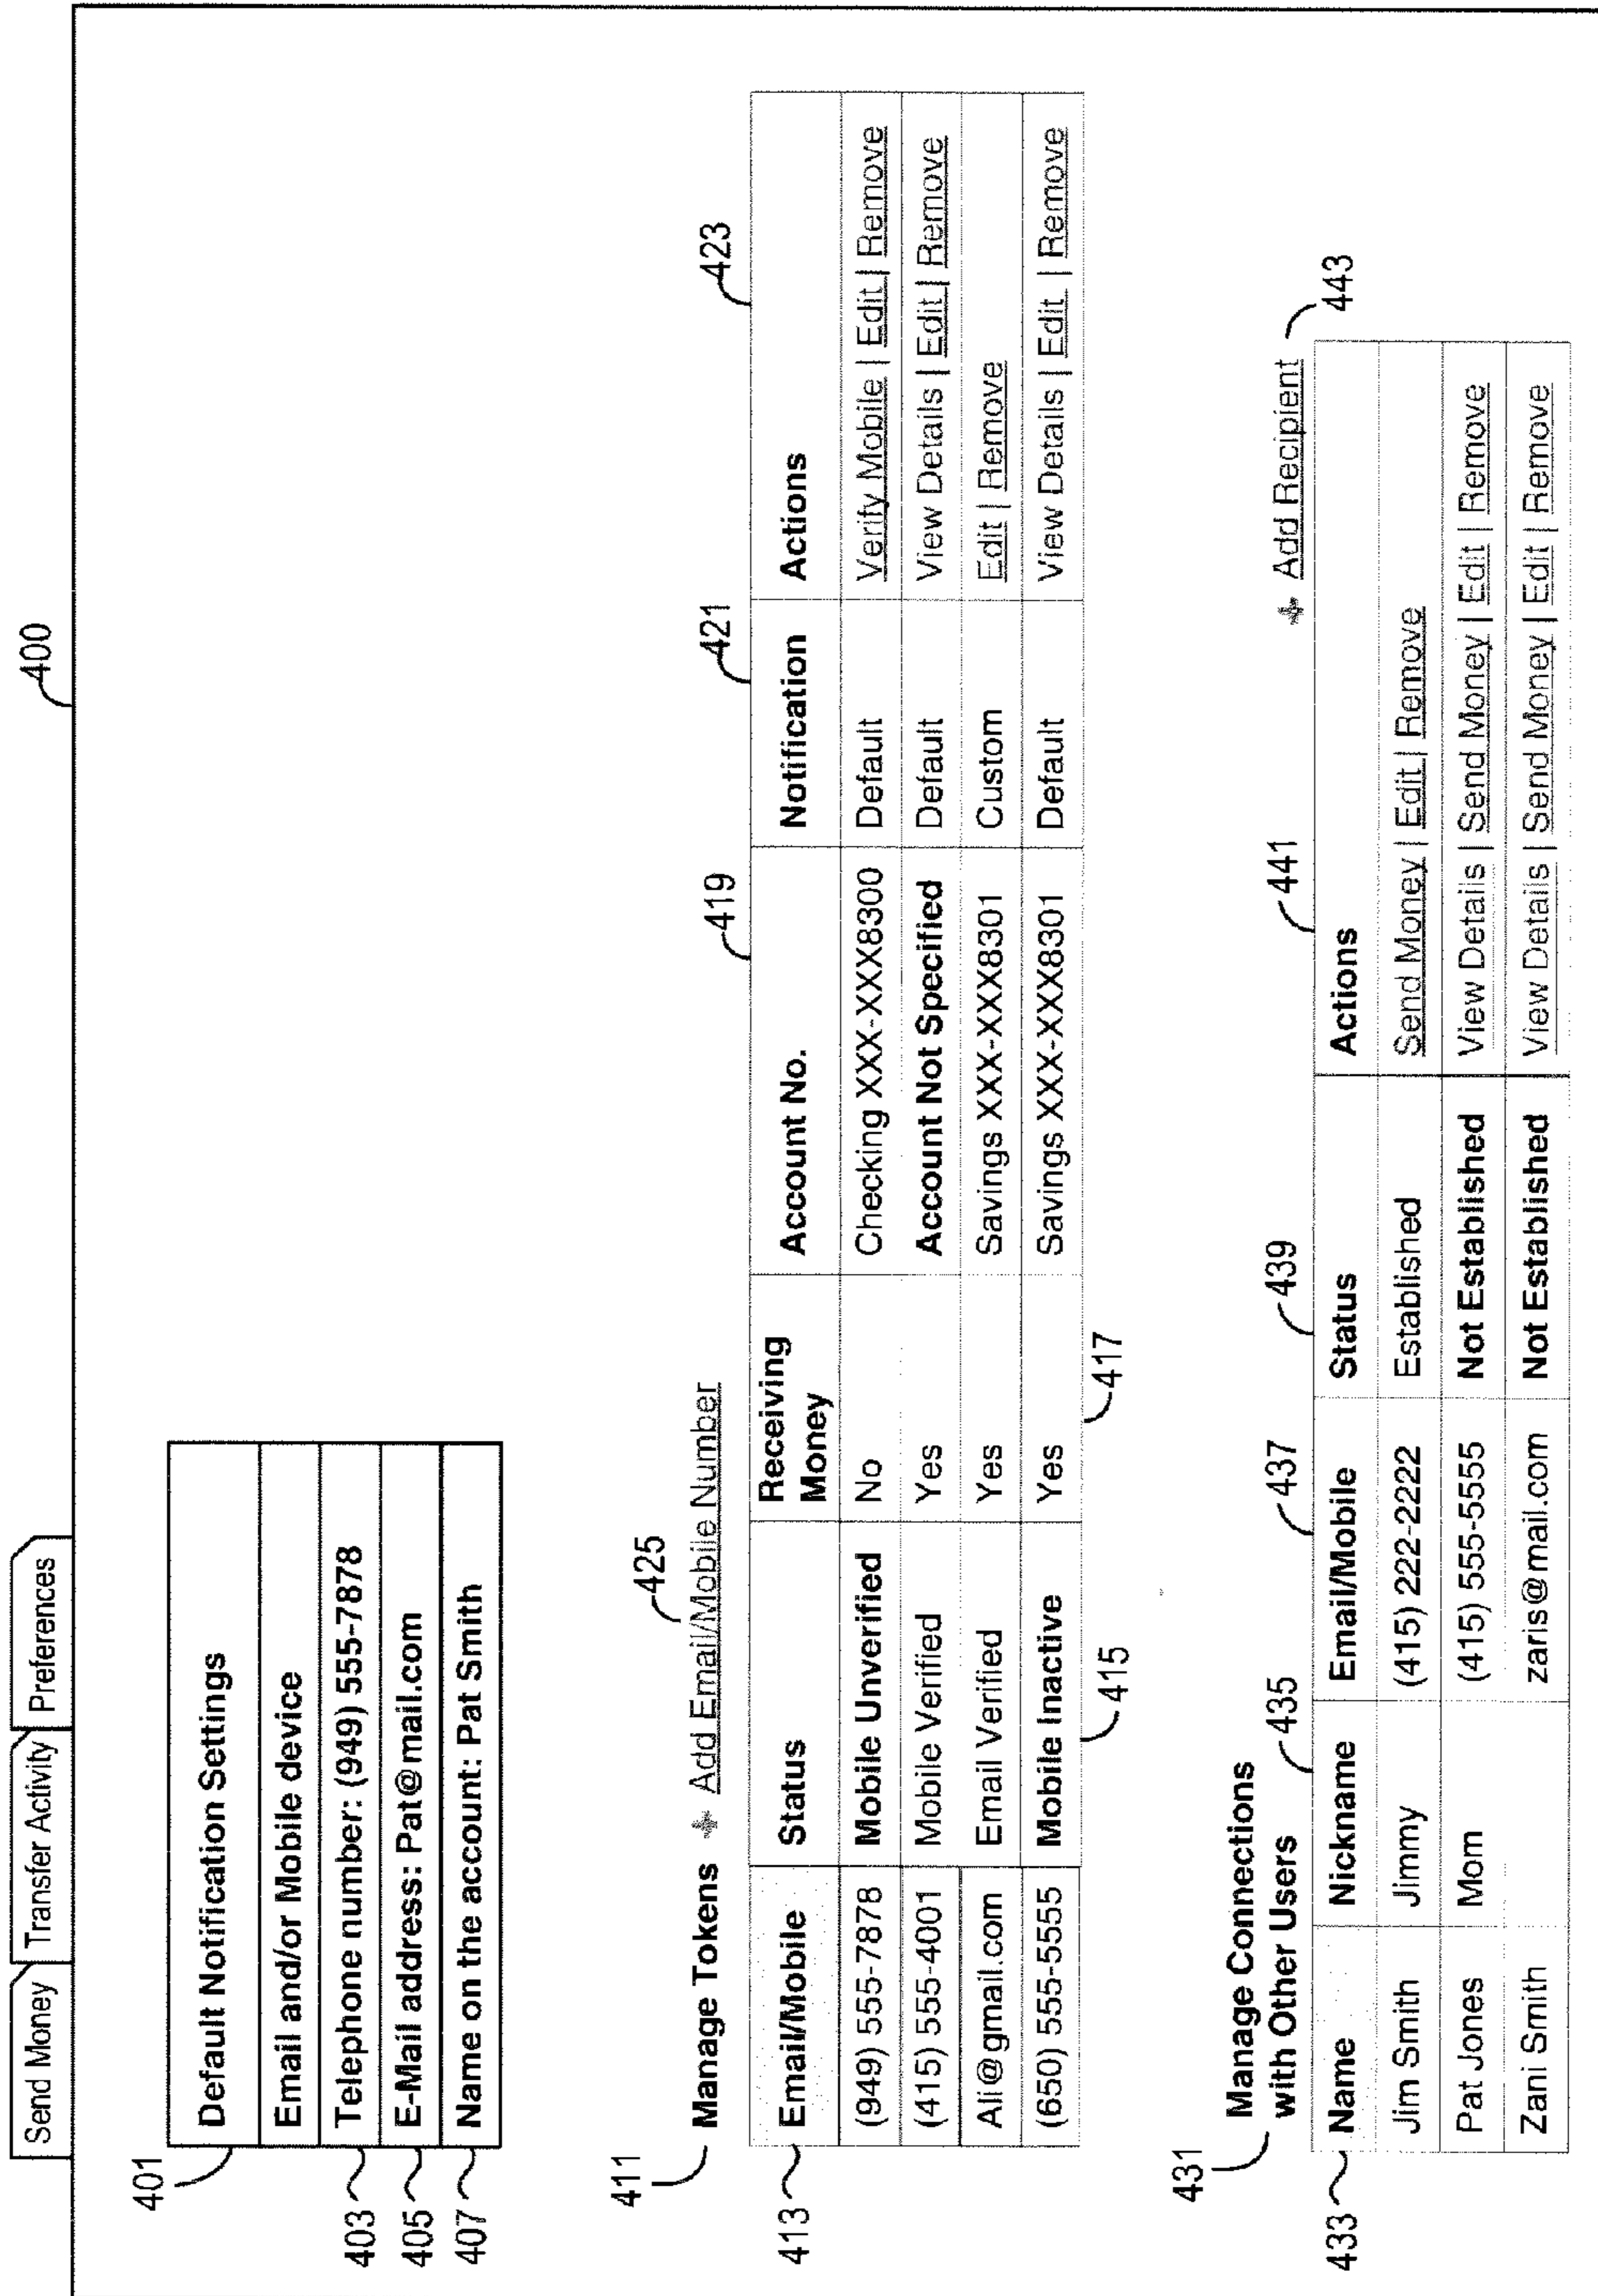 400
Send Money Transfer Activity Preferences
401
Default Notification Settings
Email and/or Mobile device
403 Telephone number: (949) 555-7878
405 E-Mail address: Pat@mail.com
407 Name on the account: Pat Smith
411 Manage Tokens Add Email/Mobile Number 425
419 421 423
413 Email/Mobile Status Receiving Money Account No. Notification Actions
(949) 555-7878 Mobile Unverified No Checking XXX-XXX8300 Default Verify Mobile | Edit | Remove
(415) 555-4001 Mobile Verified Yes Account Not Specified Default View Details | Edit | Remove
Ali@gmail.com Email Verified Yes Savings XXX-XXX8301 Custom Edit | Remove
(650) 555-5555 Mobile Inactive Yes Savings XXX-XXX8301 Default View Details | Edit | Remove
415 417
431 Manage Connections
with Other Users
435 437 439 441 Add Recipient 443
433 Name Nickname Email/Mobile Status Actions
Jim Smith Jimmy (415) 222-2222 Established Send Money | Edit | Remove
Pat Jones Mom (415) 555-5555 Not Established View Details | Send Money | Edit | Remove
Zani Smith zaris@mail.com Not Established View Details | Send Money | Edit | Remove